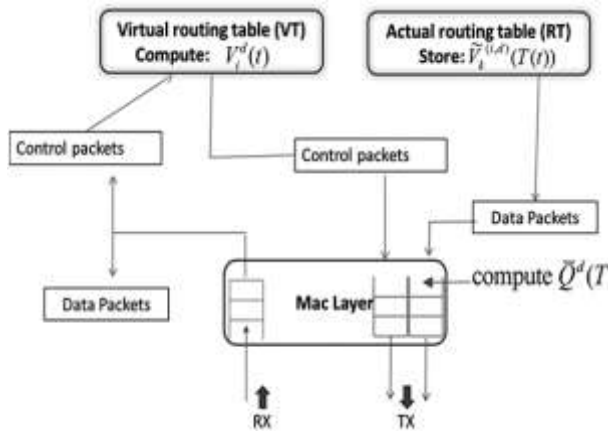 Virtual routing table (VT)
Compute: V_i^d(t)
Actual routing table (RT)
Store: Ṽ_k^{(i,d)}(T(t))
Control packets
Control packets
Data Packets
Data Packets
Mac Layer
compute Q̄^d(T
RX
TX